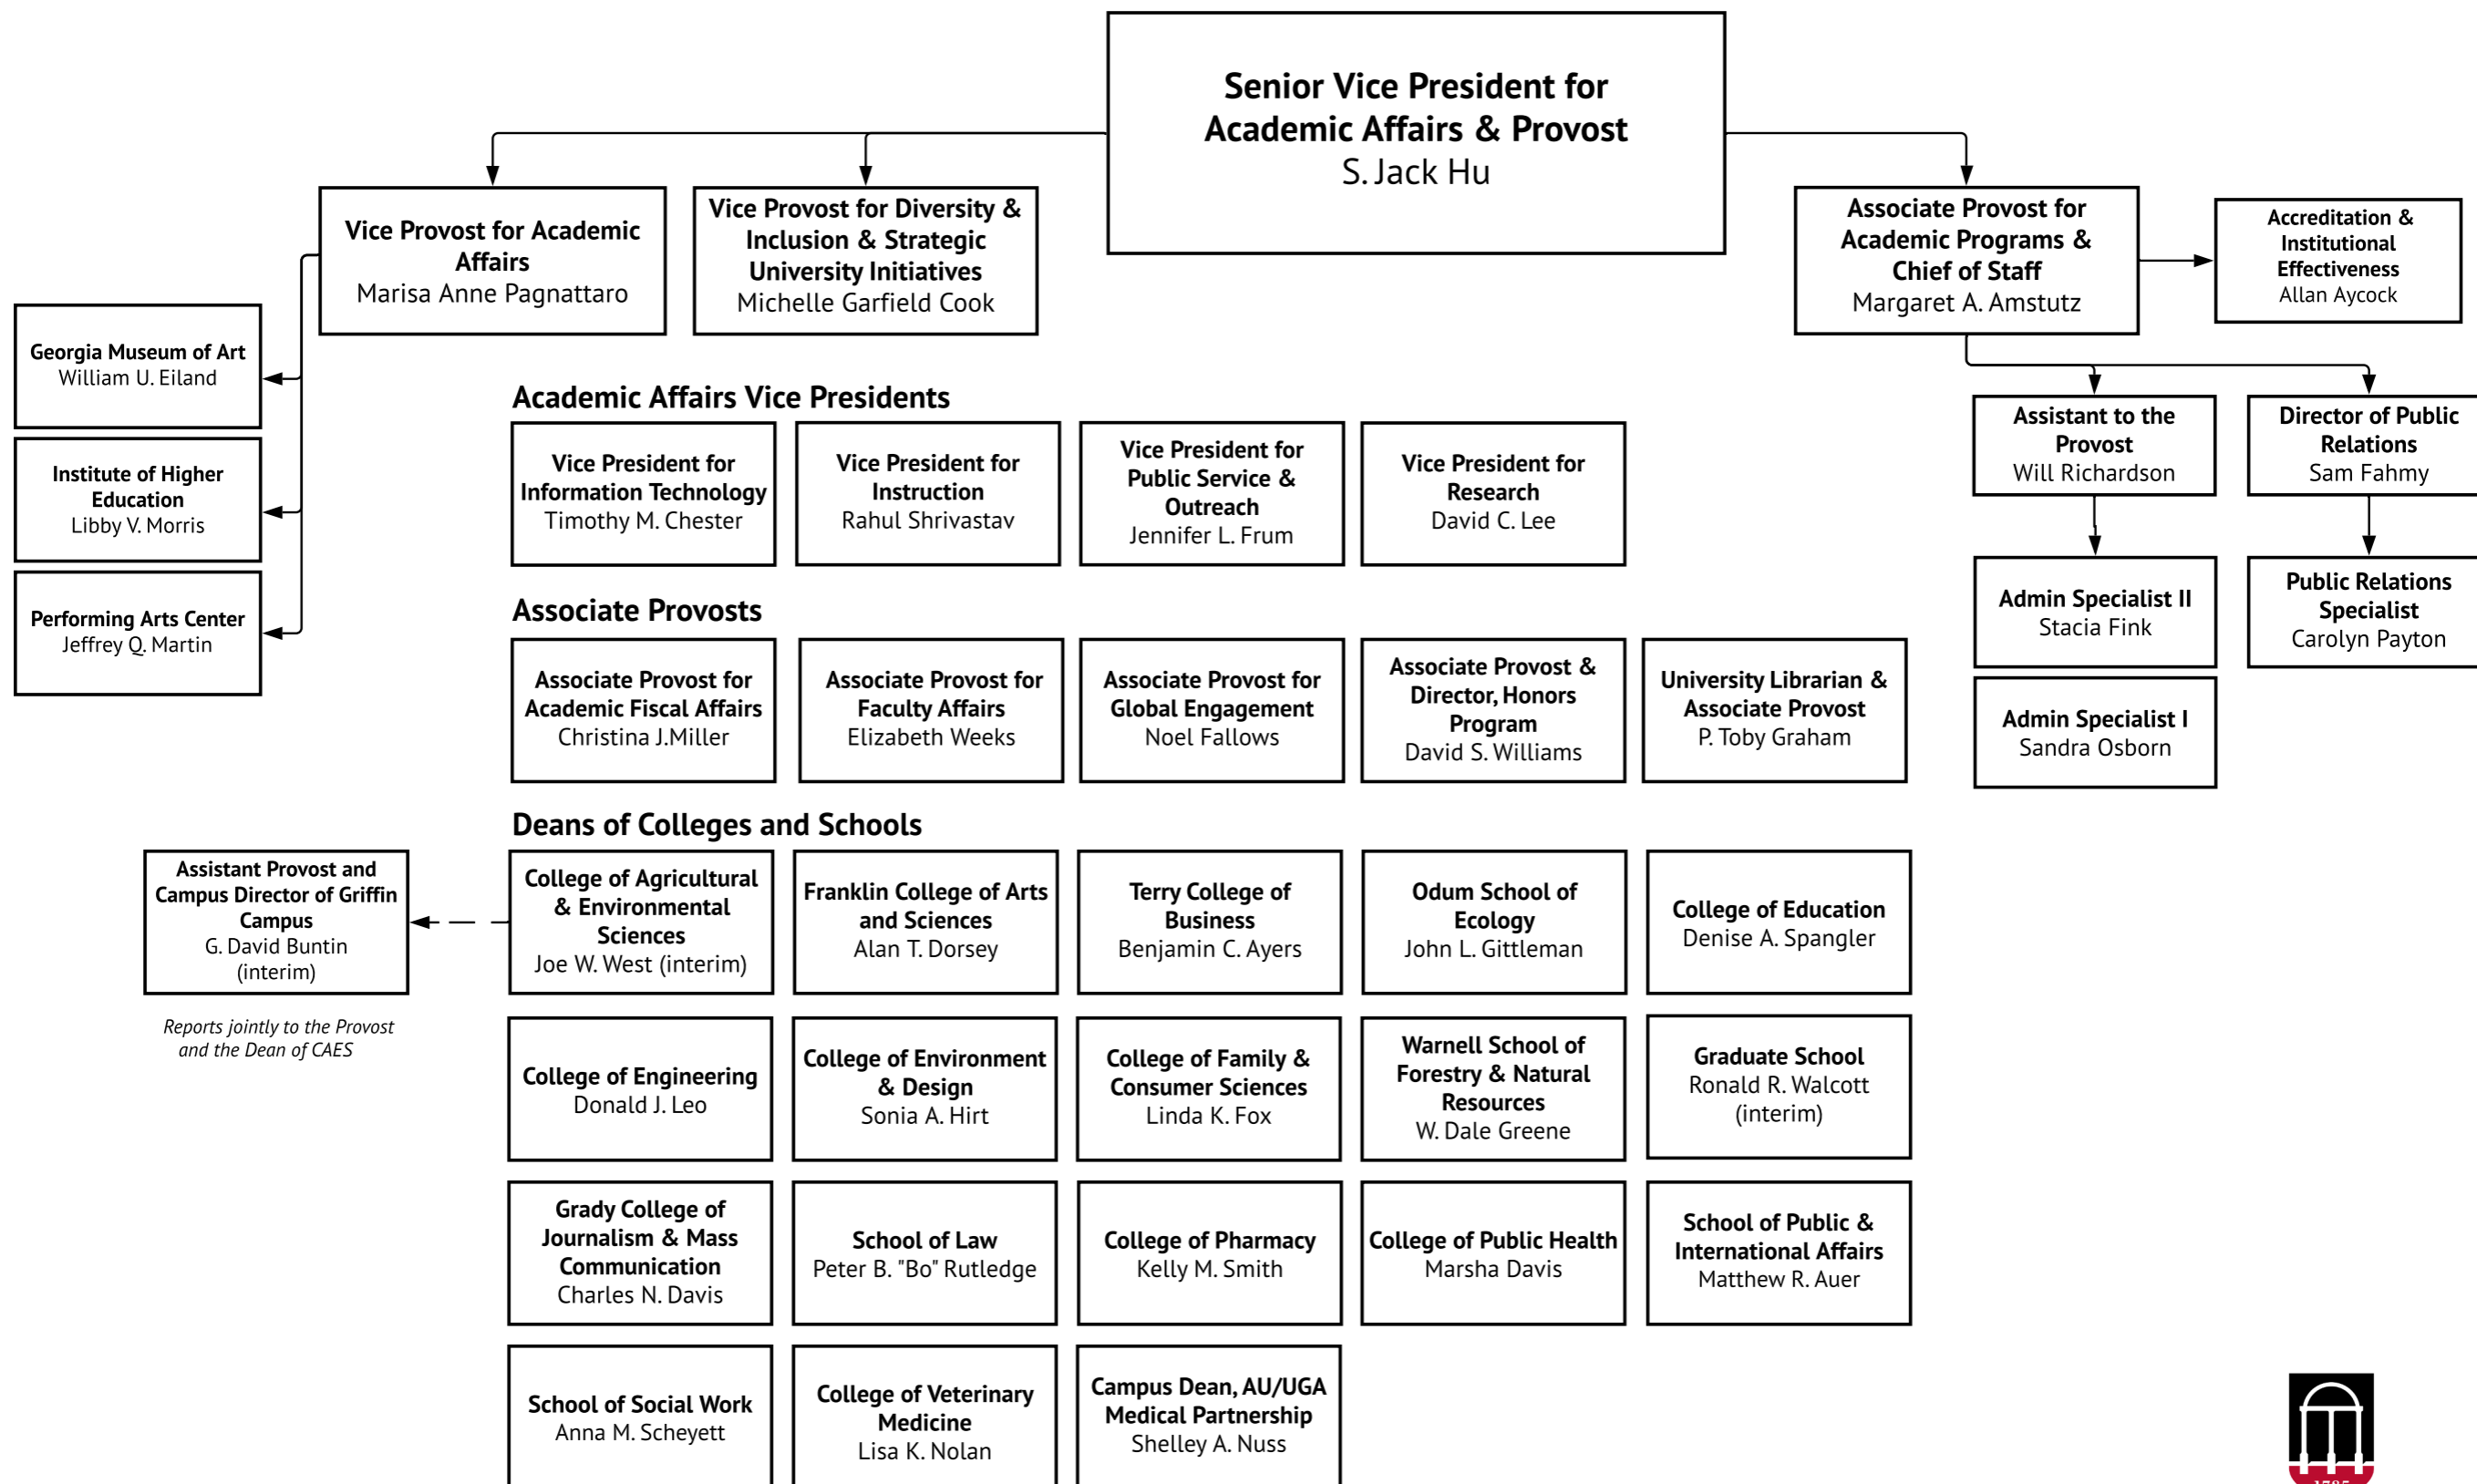 Senior Vice President for
Academic Affairs & Provost
S. Jack Hu
Vice Provost for Academic
Affairs
Marisa Anne Pagnattaro
Vice Provost for Diversity &
Inclusion & Strategic
University Initiatives
Michelle Garfield Cook
Associate Provost for
Academic Programs &
Chief of Staff
Margaret A. Amstutz
Accreditation &
Institutional
Effectiveness
Allan Aycock
Georgia Museum of Art
William U. Eiland
Institute of Higher
Education
Libby V. Morris
Performing Arts Center
Jeffrey Q. Martin
Assistant to the
Provost
Will Richardson
Director of Public
Relations
Sam Fahmy
Admin Specialist II
Stacia Fink
Public Relations
Specialist
Carolyn Payton
Admin Specialist I
Sandra Osborn
Academic Affairs Vice Presidents
Vice President for
Information Technology
Timothy M. Chester
Vice President for
Instruction
Rahul Shrivastav
Vice President for
Public Service &
Outreach
Jennifer L. Frum
Vice President for
Research
David C. Lee
Associate Provosts
Associate Provost for
Academic Fiscal Affairs
Christina J.Miller
Associate Provost for
Faculty Affairs
Elizabeth Weeks
Associate Provost for
Global Engagement
Noel Fallows
Associate Provost &
Director, Honors
Program
David S. Williams
University Librarian &
Associate Provost
P. Toby Graham
Deans of Colleges and Schools
Assistant Provost and
Campus Director of Griffin
Campus
G. David Buntin
(interim)
Reports jointly to the Provost
and the Dean of CAES
College of Agricultural
& Environmental
Sciences
Joe W. West (interim)
Franklin College of Arts
and Sciences
Alan T. Dorsey
Terry College of
Business
Benjamin C. Ayers
Odum School of
Ecology
John L. Gittleman
College of Education
Denise A. Spangler
College of Engineering
Donald J. Leo
College of Environment
& Design
Sonia A. Hirt
College of Family &
Consumer Sciences
Linda K. Fox
Warnell School of
Forestry & Natural
Resources
W. Dale Greene
Graduate School
Ronald R. Walcott
(interim)
Grady College of
Journalism & Mass
Communication
Charles N. Davis
School of Law
Peter B. "Bo" Rutledge
College of Pharmacy
Kelly M. Smith
College of Public Health
Marsha Davis
School of Public &
International Affairs
Matthew R. Auer
School of Social Work
Anna M. Scheyett
College of Veterinary
Medicine
Lisa K. Nolan
Campus Dean, AU/UGA
Medical Partnership
Shelley A. Nuss
1785